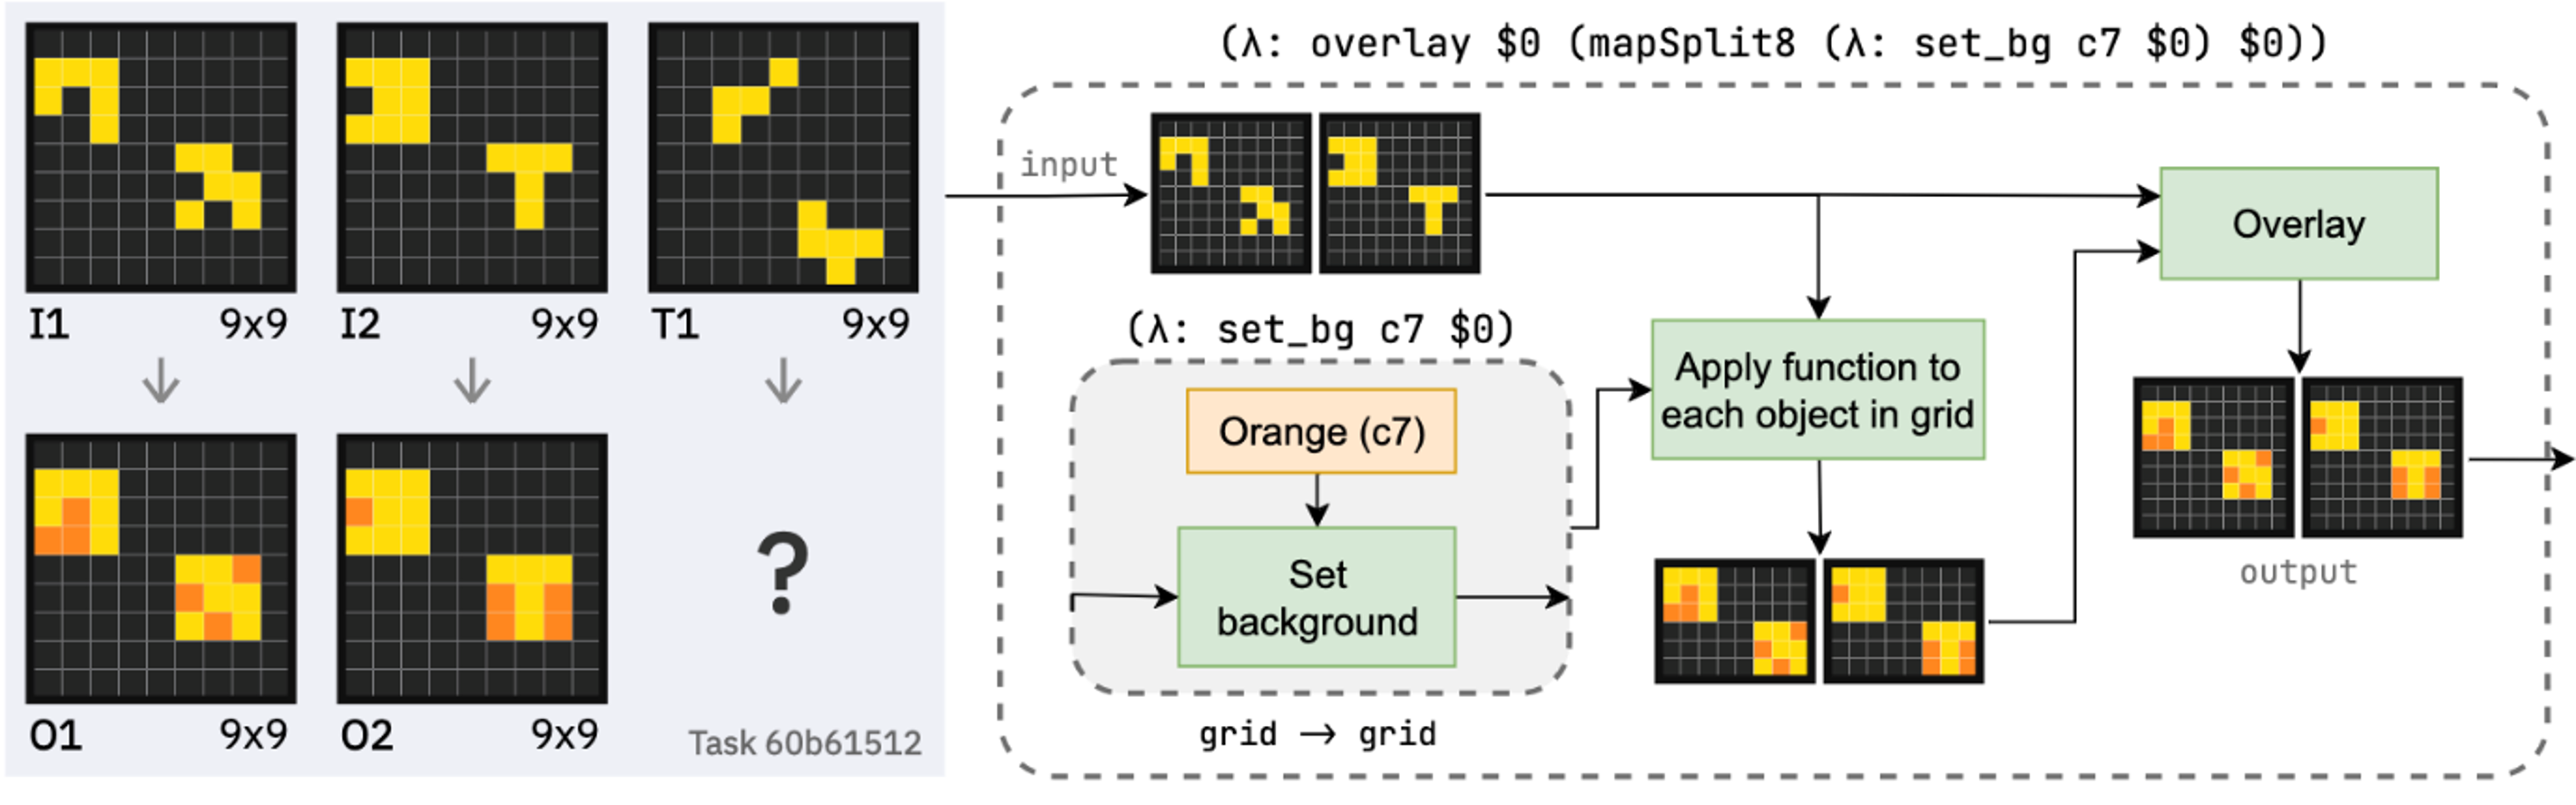 I1 9x9
I2 9x9
T1 9x9
O1 9x9
O2 9x9
?
Task 60b61512
(λ: overlay $0 (mapSplit8 (λ: set_bg c7 $0) $0))
input
(λ: set_bg c7 $0)
Orange (c7)
Set
background
grid → grid
Apply function to
each object in grid
Overlay
output